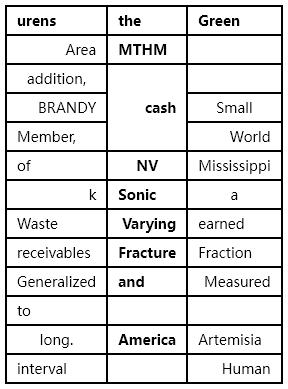 urens the Green
Area MTHM
addition,
BRANDY cash Small
Member, World
of NV Mississippi
k Sonic a
Waste Varying earned
receivables Fracture Fraction
Generalized and Measured
to
long. America Artemisia
interval Human